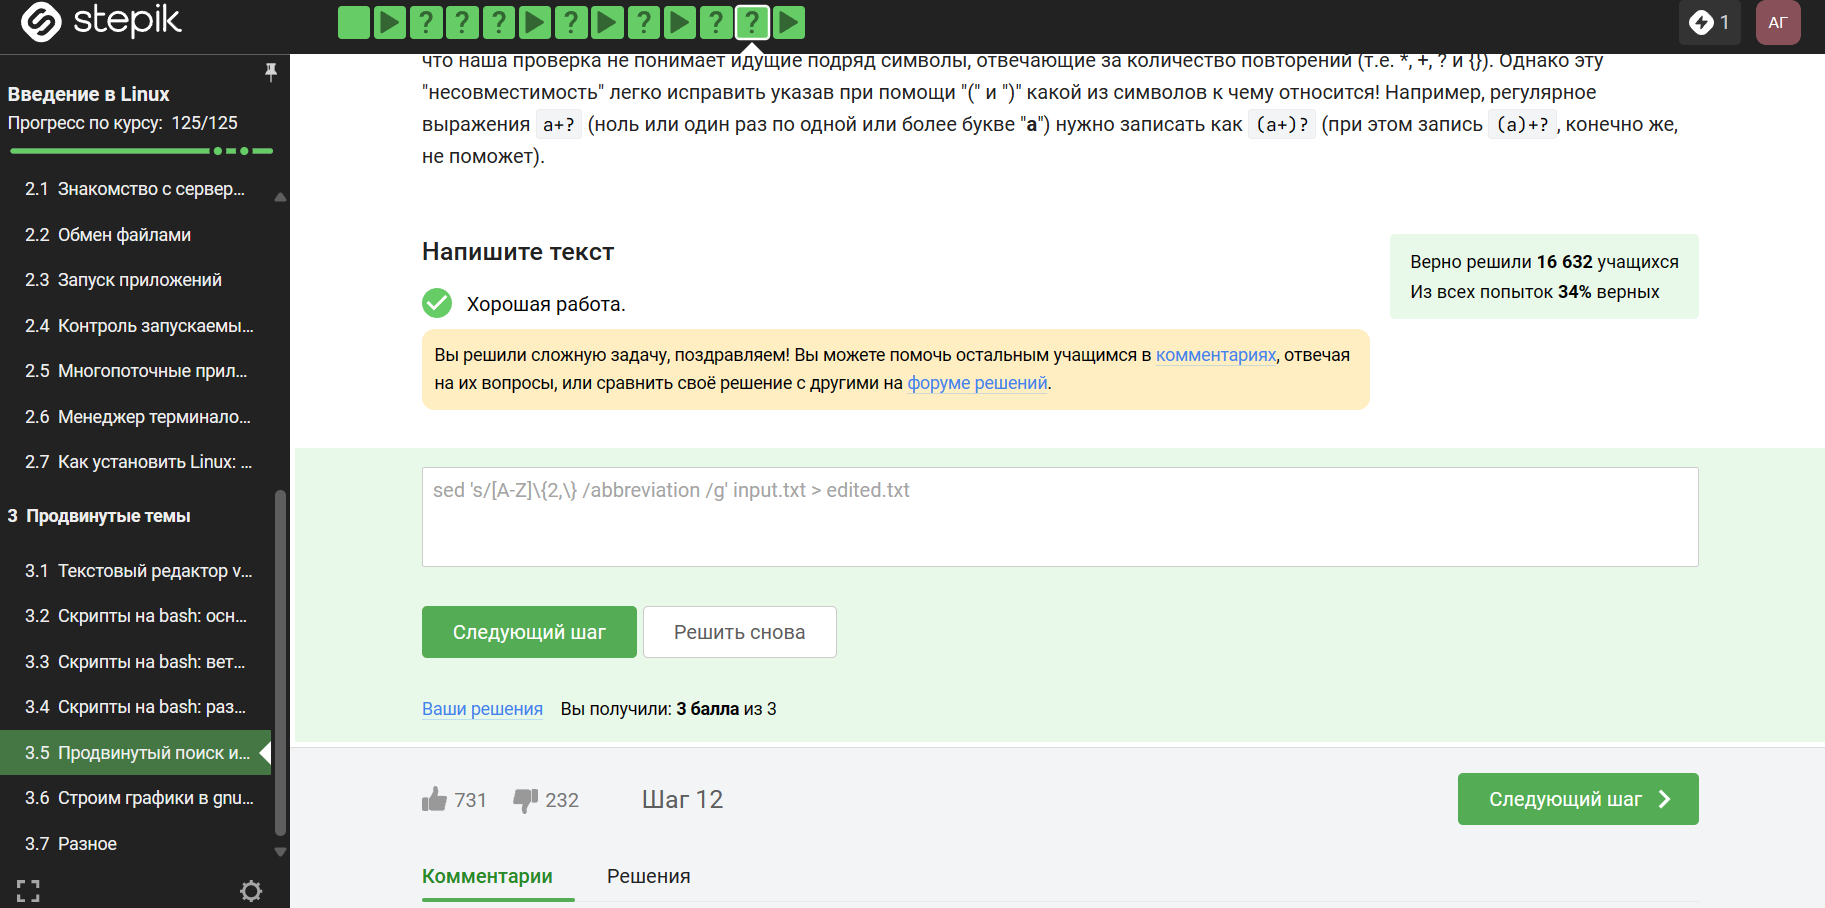 stepik
? ? ? ? ? ? ?
1
АГ
Введение в Linux
Прогресс по курсу: 125/125
2.1 Знакомство с сервер...
2.2 Обмен файлами
2.3 Запуск приложений
2.4 Контроль запускаемы...
2.5 Многопоточные прил...
2.6 Менеджер терминало...
2.7 Как установить Linux: ...
3 Продвинутые темы
3.1 Текстовый редактор v...
3.2 Скрипты на bash: осн...
3.3 Скрипты на bash: вет...
3.4 Скрипты на bash: раз...
3.5 Продвинутый поиск и...
3.6 Строим графики в gnu...
3.7 Разное
что наша проверка не понимает идущие подряд символы, отвечающие за количество повторений (т.е. *, +, ? и {}). Однако эту
"несовместимость" легко исправить указав при помощи "(" и ")" какой из символов к чему относится! Например, регулярное
выражения a+? (ноль или один раз по одной или более букве "a") нужно записать как (a+)? (при этом запись (a)+?, конечно же,
не поможет).
Напишите текст
Хорошая работа.
Верно решили 16 632 учащихся
Из всех попыток 34% верных
Вы решили сложную задачу, поздравляем! Вы можете помочь остальным учащимся в комментариях, отвечая
на их вопросы, или сравнить своё решение с другими на форуме решений.
sed 's/[A-Z]\{2,\} /abbreviation /g' input.txt > edited.txt
Следующий шаг
Решить снова
Ваши решения Вы получили: 3 балла из 3
731
232
Шаг 12
Следующий шаг
Комментарии
Решения